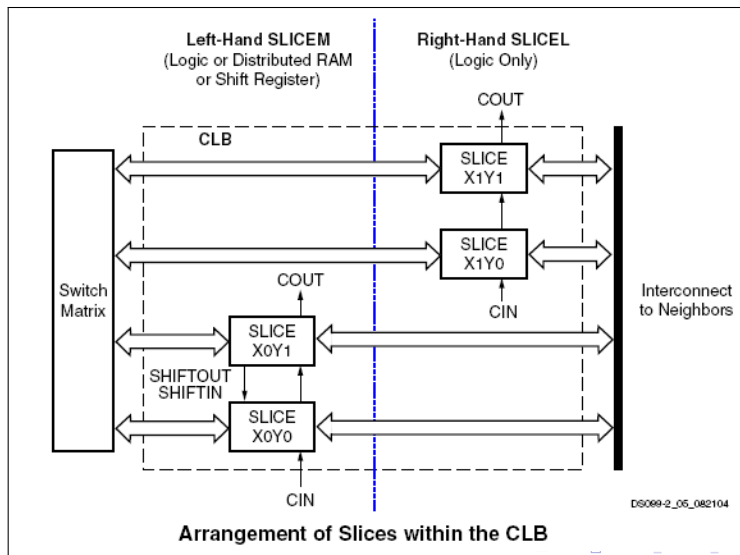 Left-Hand SLICEM
(Logic or Distributed RAM
or Shift Register)
Right-Hand SLICEL
(Logic Only)
COUT
CLB
SLICE
X1Y1
SLICE
X1Y0
Switch
Matrix
COUT
CIN
Interconnect
to Neighbors
SLICE
X0Y1
SHIFTOUT
SHIFTIN
SLICE
X0Y0
CIN
DS099-2_05_082104
Arrangement of Slices within the CLB